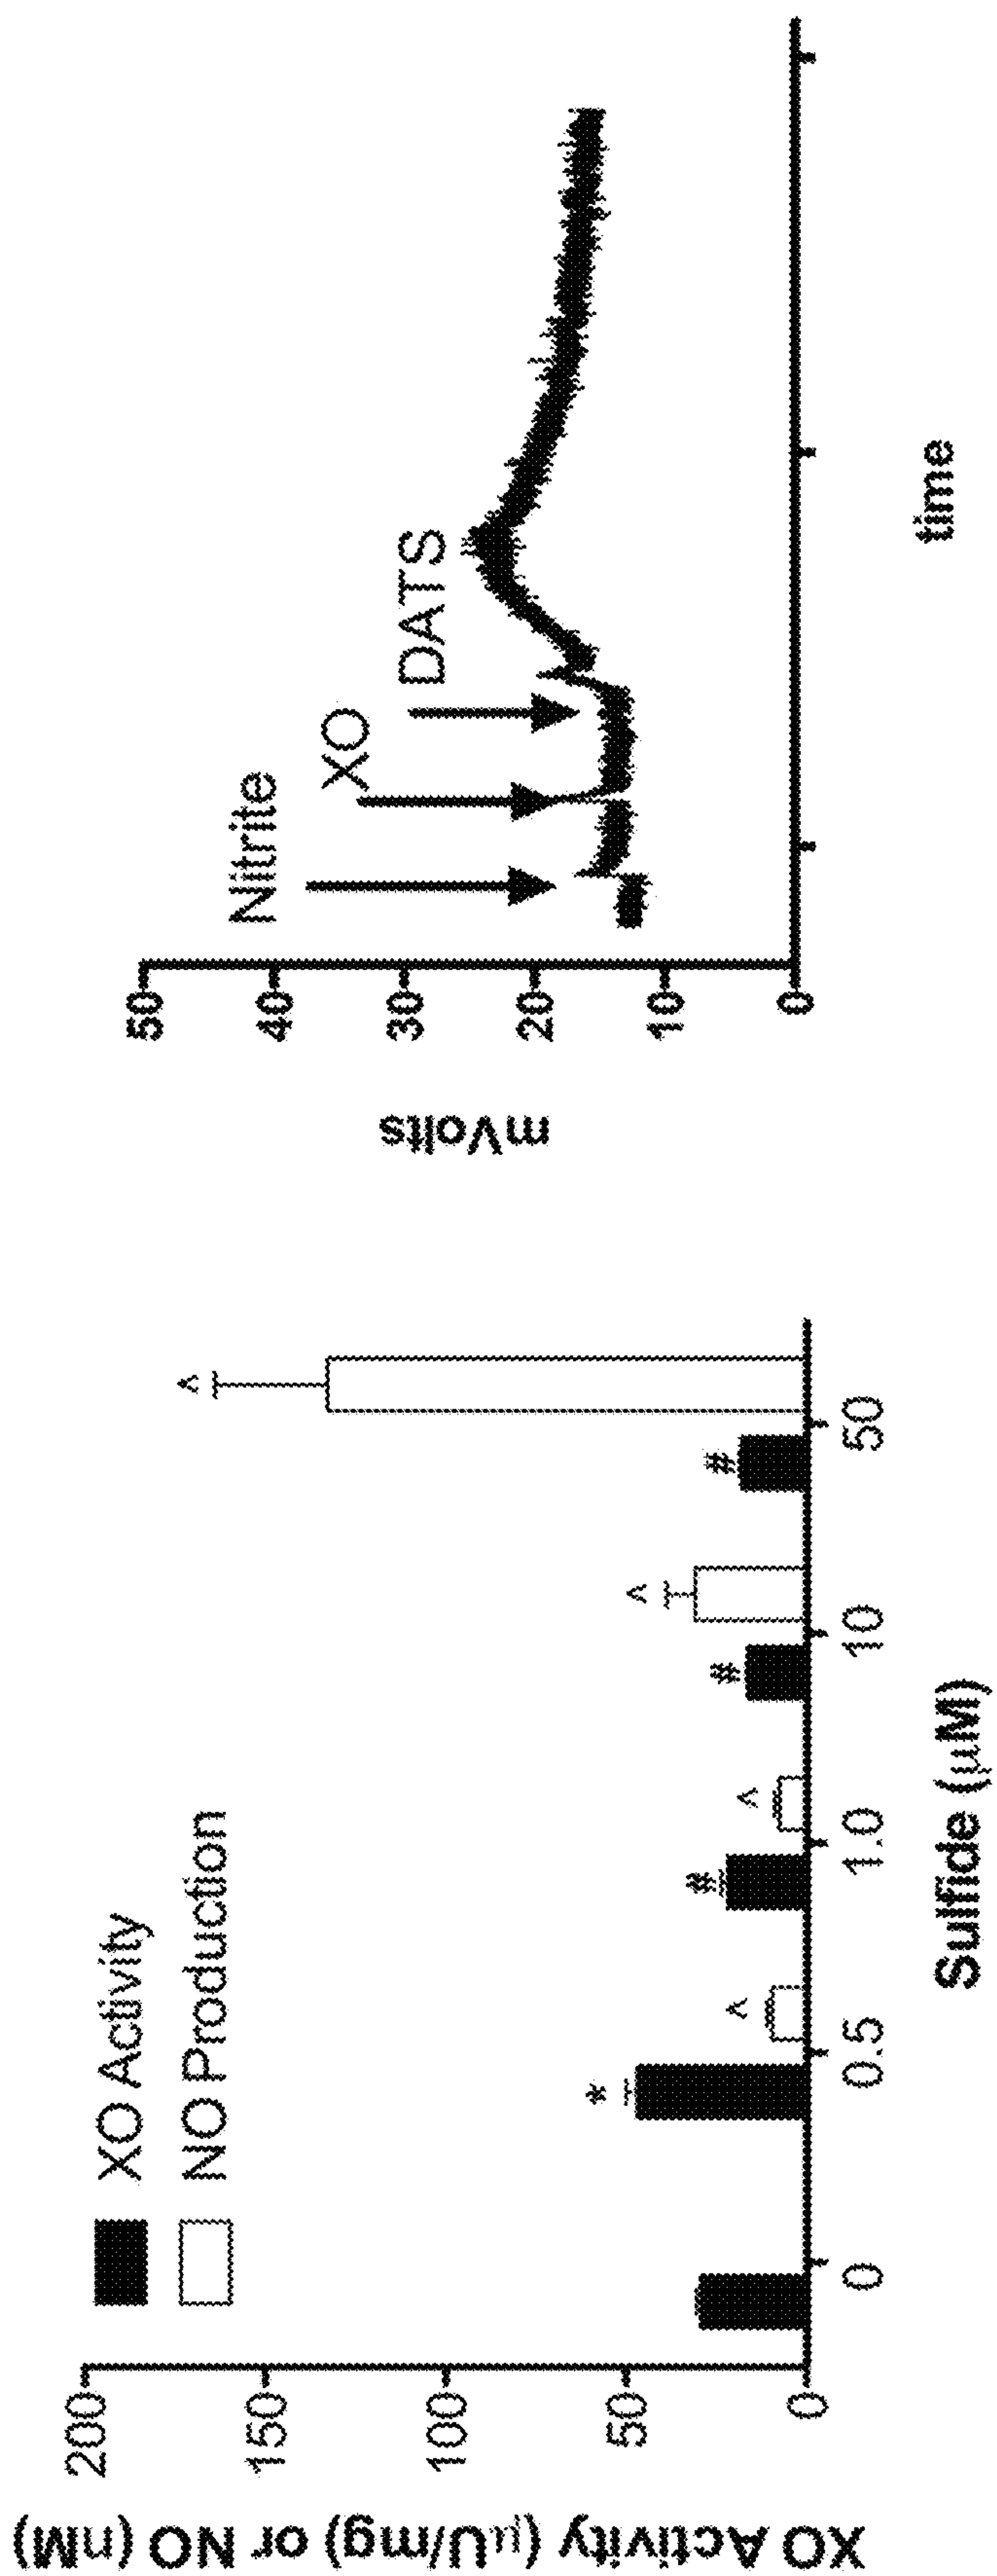 XO Activity (μU/mg) or NO (nM)
200
150
100
50
0
XO Activity
NO Production
*
^
#
^
#
^
#
^
0
0.5
1.0
10
50
Sulfide (μM)
mVolts
50
40
30
20
10
0
Nitrite
XO
DATS
time